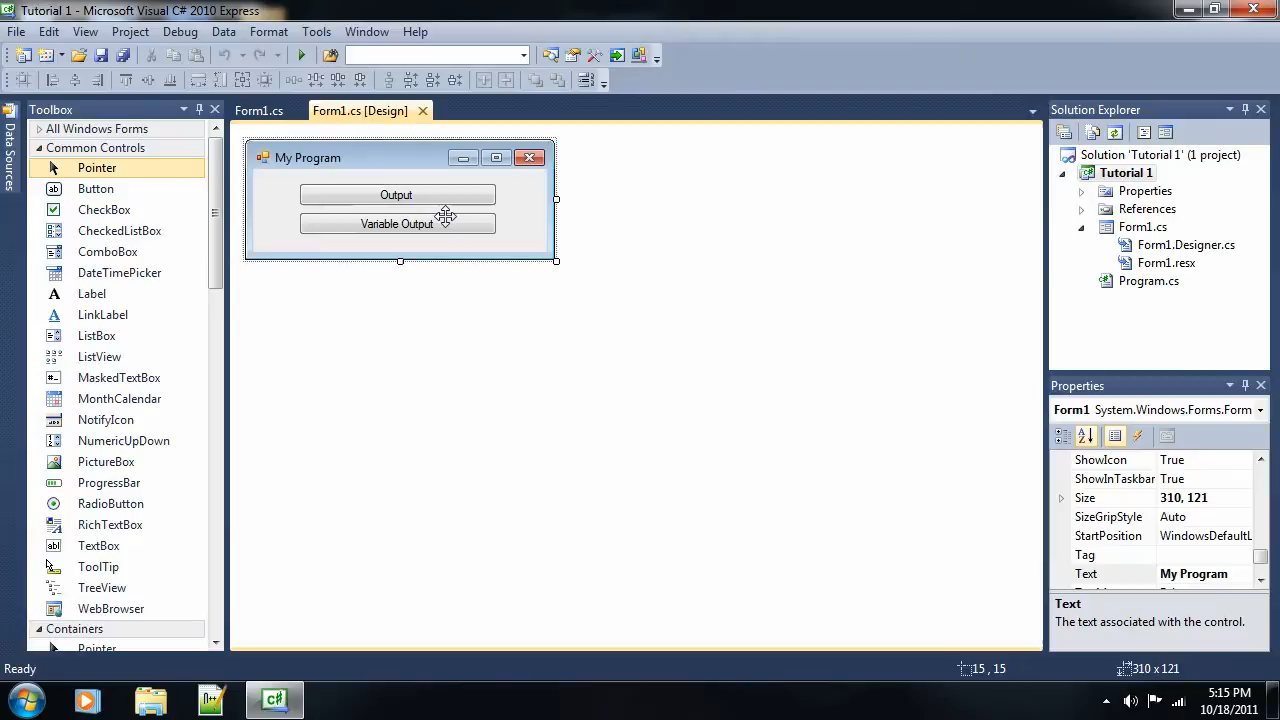 Tutorial 1 - Microsoft Visual C# 2010 Express
File Edit View Project Debug Data Format Tools Window Help
Data Sources
Toolbox
All Windows Forms
Common Controls
Pointer
Button
CheckBox
CheckedListBox
ComboBox
DateTimePicker
Label
LinkLabel
ListBox
ListView
MaskedTextBox
MonthCalendar
NotifyIcon
NumericUpDown
PictureBox
ProgressBar
RadioButton
RichTextBox
TextBox
ToolTip
TreeView
WebBrowser
Containers
Pointer
Form1.cs Form1.cs [Design]
My Program
Output
Variable Output
Solution Explorer
Solution 'Tutorial 1' (1 project)
Tutorial 1
Properties
References
Form1.cs
Form1.Designer.cs
Form1.resx
Program.cs
Properties
Form1 System.Windows.Forms.Form
ShowIcon True
ShowInTaskbar True
Size 310, 121
SizeGripStyle Auto
StartPosition WindowsDefaultL
Tag
Text My Program
Text
The text associated with the control.
Ready 15 , 15 310 x 121
5:15 PM
10/18/2011